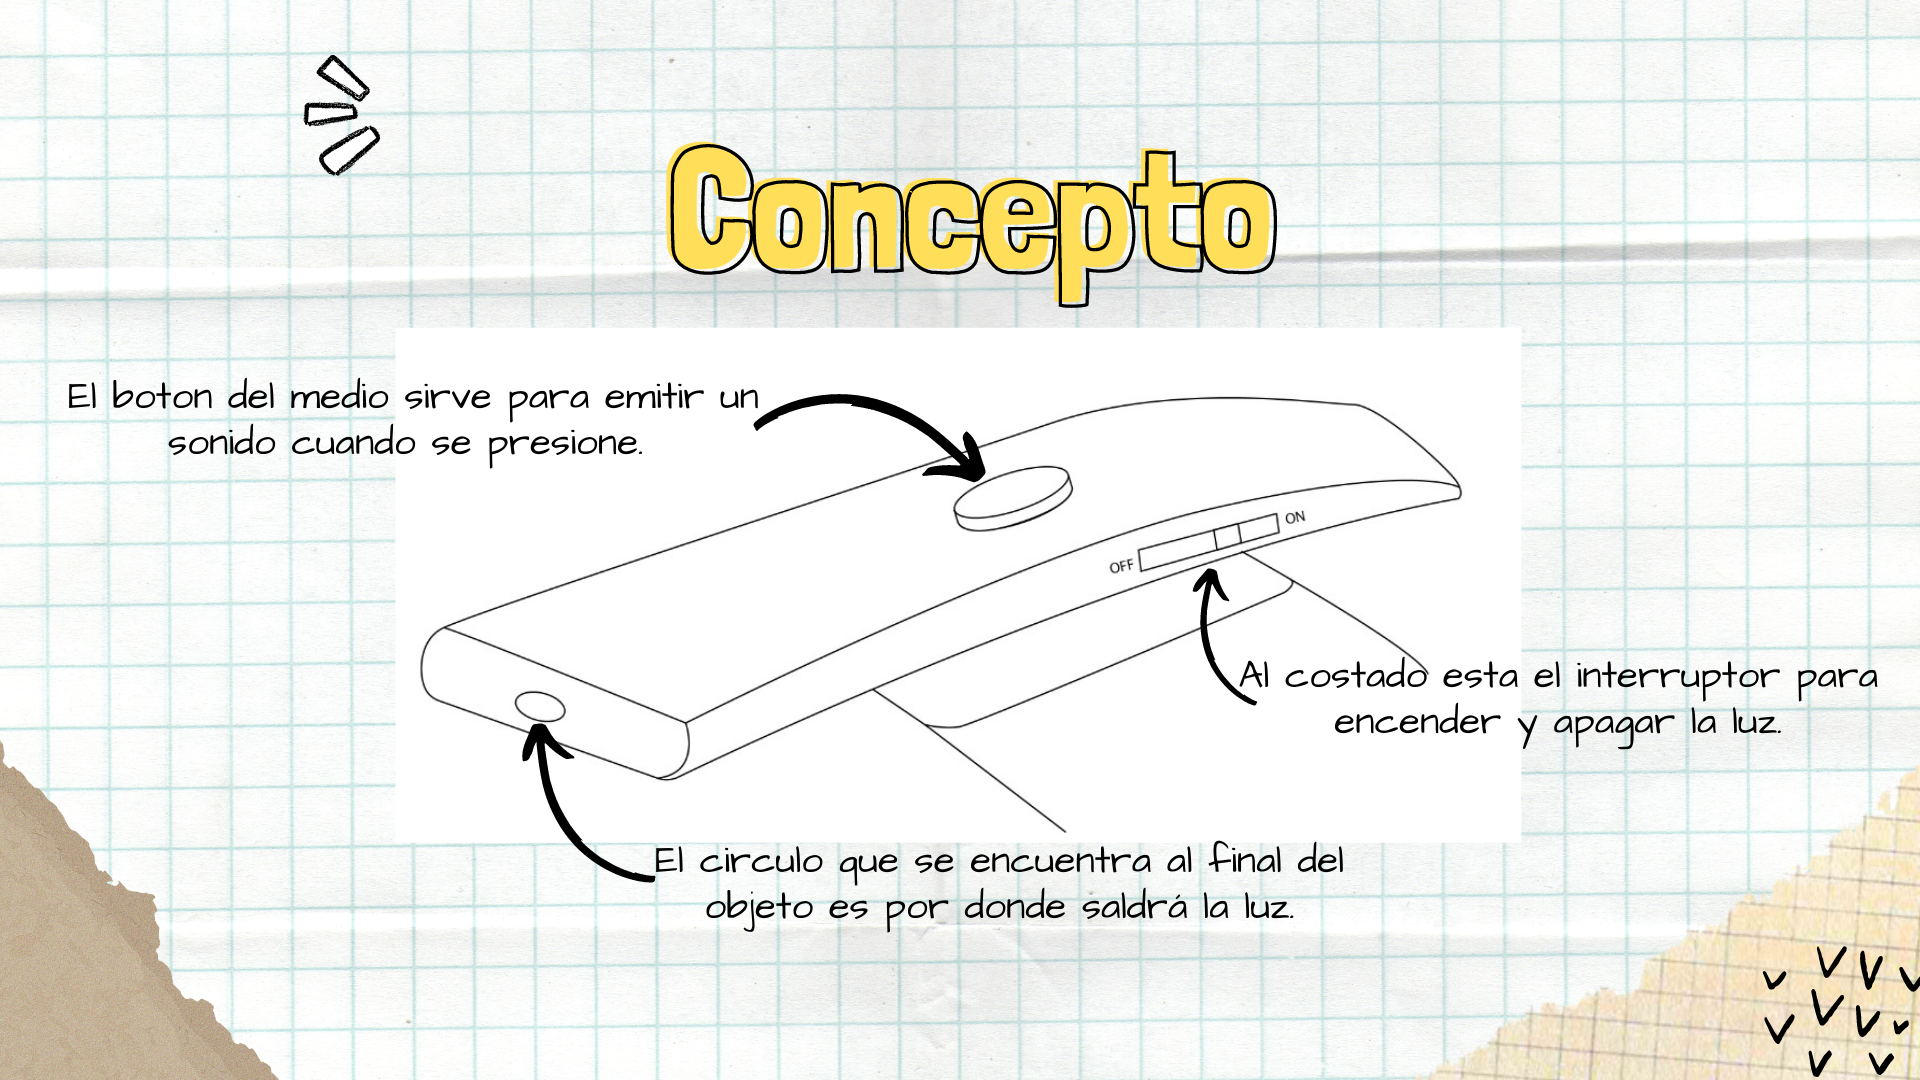 Concepto
El boton del medio sirve para emitir un
sonido cuando se presione.
ON
OFF
Al costado esta el interruptor para
encender y apagar la luz.
El circulo que se encuentra al final del
objeto es por donde saldrá la luz.